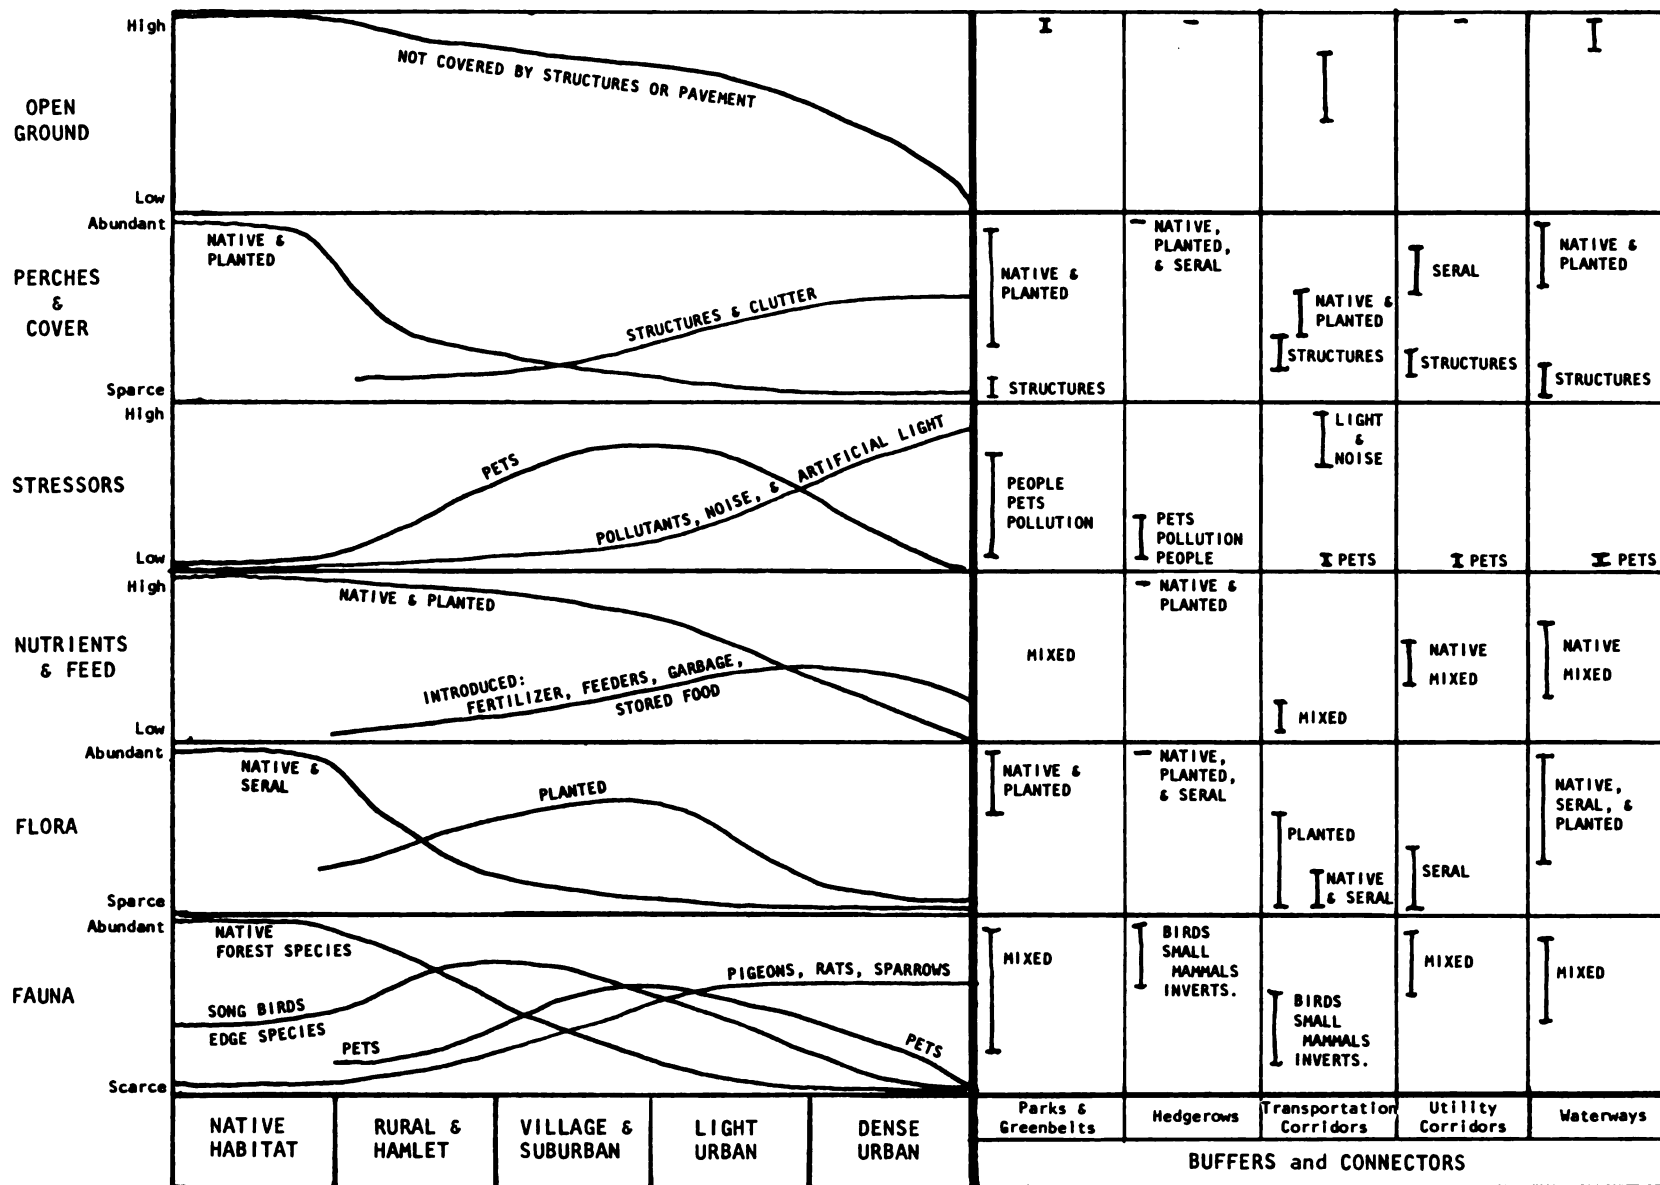 High
NOT COVERED BY STRUCTURES OR PAVEMENT
OPEN
GROUND
Low
Abundant
NATIVE &
PLANTED
PERCHES
&
COVER
STRUCTURES & CLUTTER
Sparce
NATIVE &
PLANTED
STRUCTURES
NATIVE,
PLANTED,
& SERAL
NATIVE &
PLANTED
STRUCTURES
SERAL
STRUCTURES
NATIVE &
PLANTED
STRUCTURES
High
STRESSORS
PETS
POLLUTANTS, NOISE, & ARTIFICIAL LIGHT
Low
PEOPLE
PETS
POLLUTION
PETS
POLLUTION
PEOPLE
LIGHT
&
NOISE
PETS
PETS
PETS
High
NATIVE & PLANTED
NUTRIENTS
& FEED
INTRODUCED:
FERTILIZER, FEEDERS, GARBAGE,
STORED FOOD
Low
MIXED
NATIVE &
PLANTED
MIXED
NATIVE
MIXED
NATIVE
MIXED
Abundant
NATIVE &
SERAL
PLANTED
FLORA
Sparce
NATIVE &
PLANTED
NATIVE,
PLANTED,
& SERAL
PLANTED
NATIVE
& SERAL
SERAL
NATIVE,
SERAL, &
PLANTED
Abundant
NATIVE
FOREST SPECIES
FAUNA
SONG BIRDS
EDGE SPECIES
PETS
PIGEONS, RATS, SPARROWS
PETS
Scarce
MIXED
BIRDS
SMALL
MAMMALS
INVERTS.
BIRDS
SMALL
MAMMALS
INVERTS.
MIXED
MIXED
NATIVE
HABITAT
RURAL &
HAMLET
VILLAGE &
SUBURBAN
LIGHT
URBAN
DENSE
URBAN
Parks &
Greenbelts
Hedgerows
Transportation
Corridors
Utility
Corridors
Waterways
BUFFERS and CONNECTORS